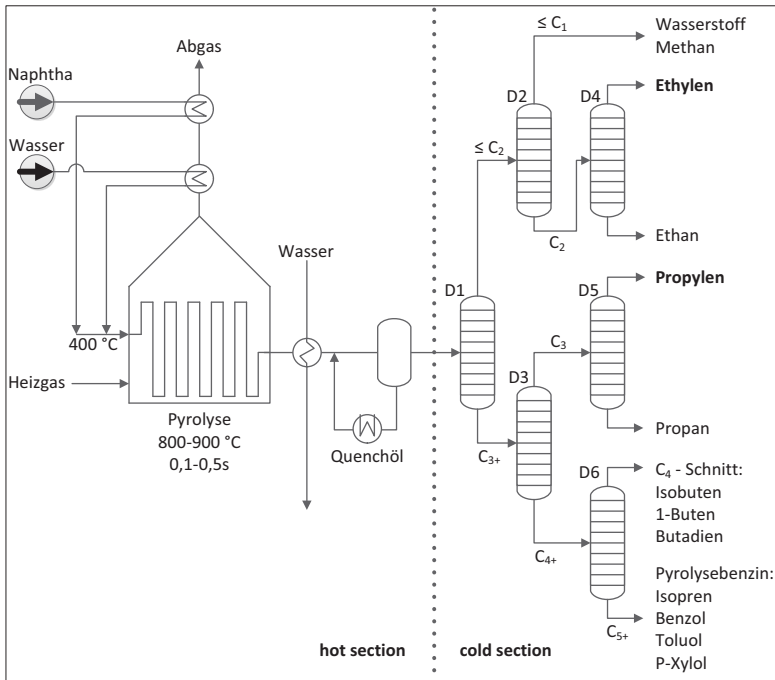 Abgas
Naphtha
Wasser
400 °C
Heizgas
Pyrolyse
800-900 °C
0,1-0,5s
Wasser
Quenchöl
hot section
cold section
D1
≤ C2
C3+
D2
≤ C1
C2
Wasserstoff
Methan
D4
Ethylen
Ethan
D3
C3
C4+
D5
Propylen
Propan
D6
C4 - Schnitt:
Isobuten
1-Buten
Butadien
Pyrolysebenzin:
Isopren
Benzol
Toluol
P-Xylol
C5+